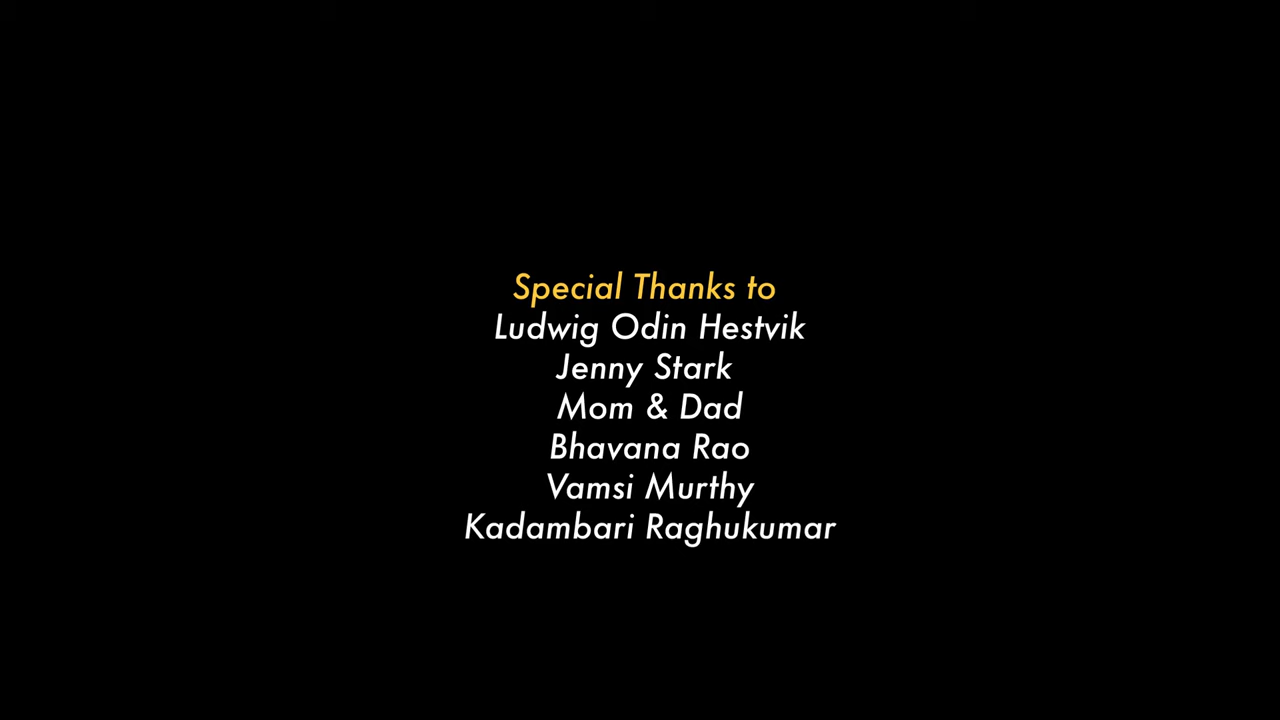 Special Thanks to
Ludwig Odin Hestvik
Jenny Stark
Mom & Dad
Bhavana Rao
Vamsi Murthy
Kadambari Raghukumar